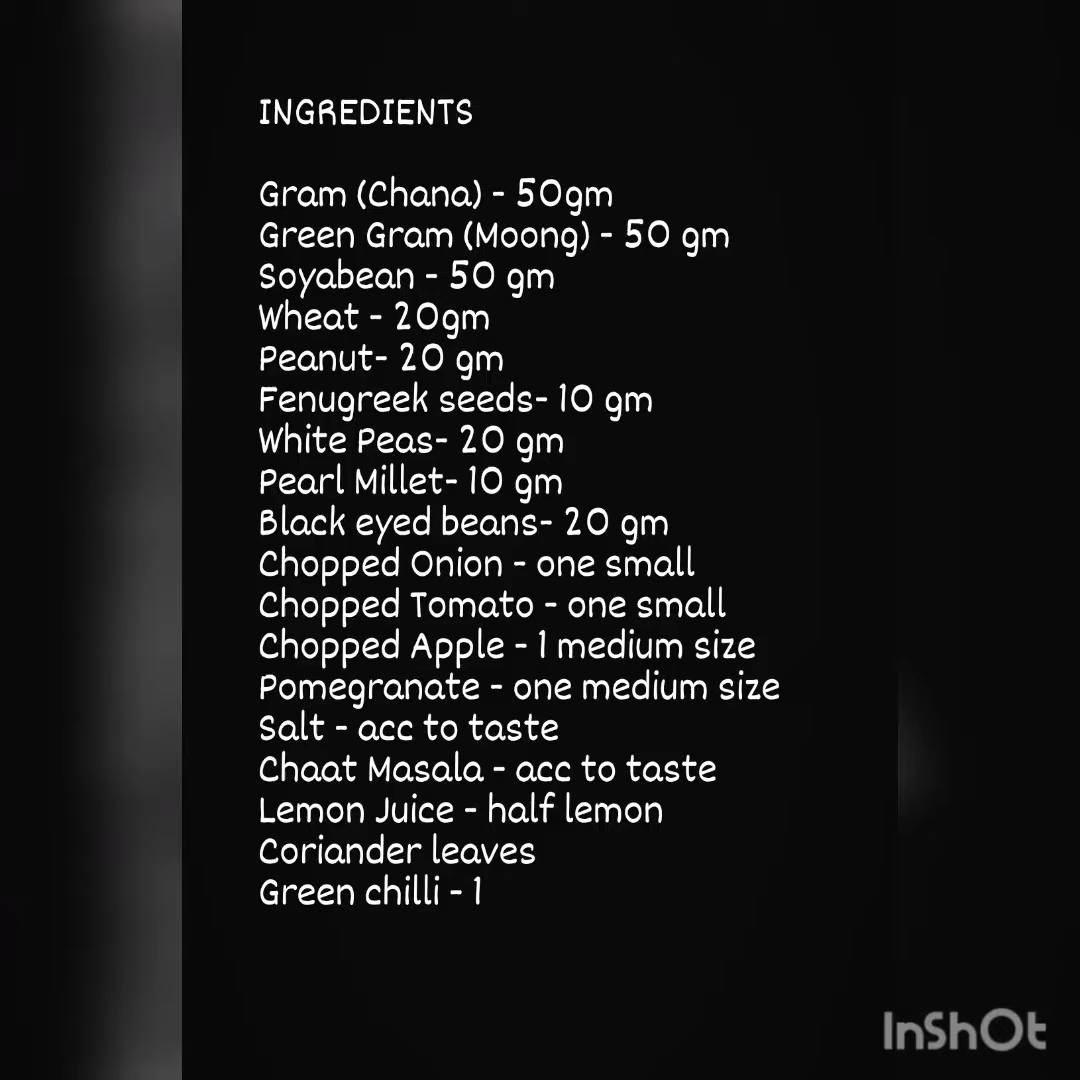 INGREDIENTS
Gram (Chana) - 50gm
Green Gram (Moong) - 50 gm
Soyabean - 50 gm
Wheat - 20gm
Peanut- 20 gm
Fenugreek seeds- 10 gm
White Peas- 20 gm
Pearl Millet- 10 gm
Black eyed beans- 20 gm
Chopped Onion - one small
Chopped Tomato - one small
Chopped Apple - 1 medium size
Pomegranate - one medium size
Salt - acc to taste
Chaat Masala - acc to taste
Lemon Juice - half lemon
Coriander leaves
Green chilli - 1
InShOt